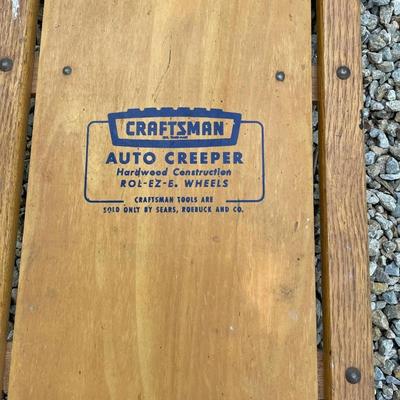 CRAFTSMAN
AUTO CREEPER
Hardwood Construction
ROL-EZ-E. WHEELS
CRAFTSMAN TOOLS ARE
SOLD ONLY BY SEARS, ROEBUCK AND CO.